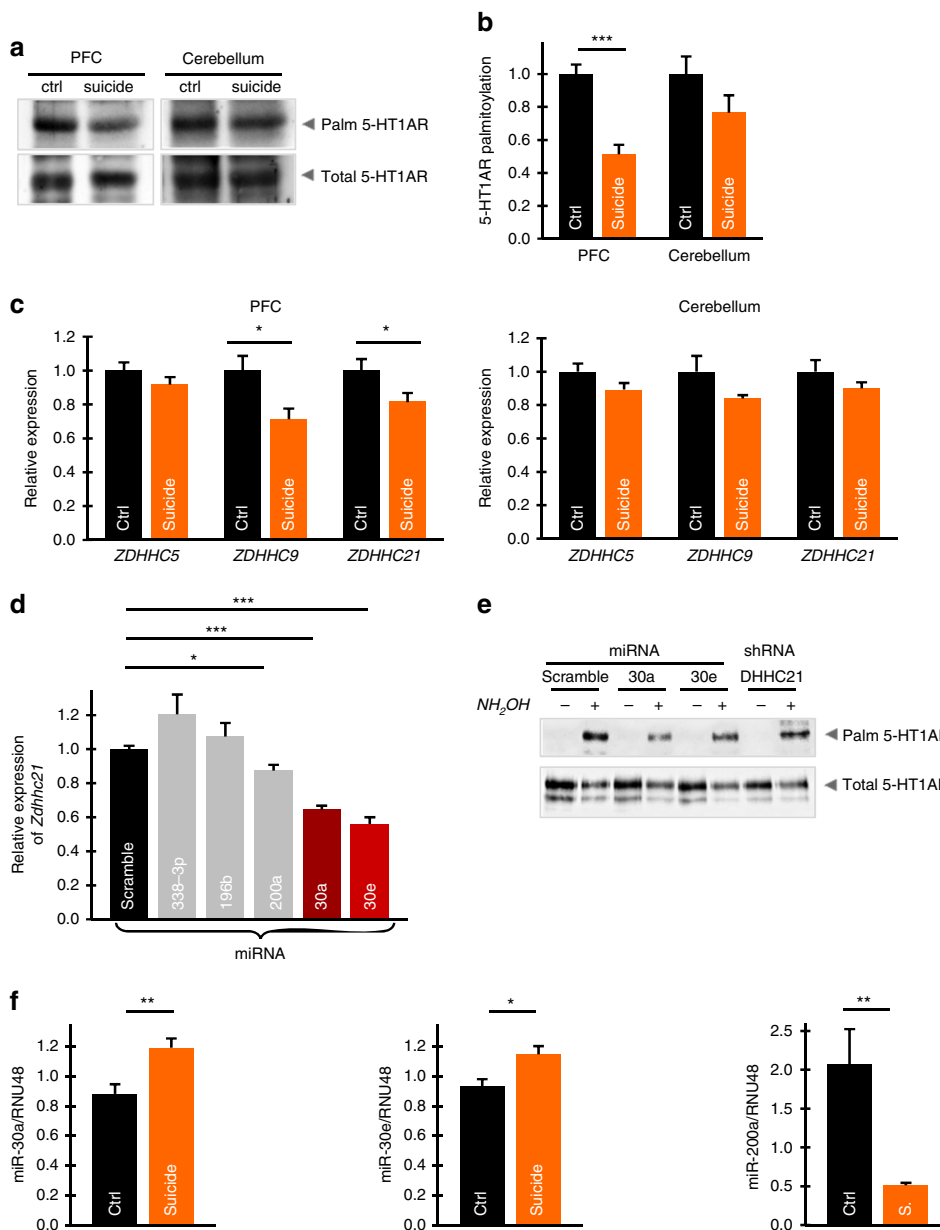 a
PFC Cerebellum
ctrl suicide ctrl suicide
Palm 5-HT1AR
Total 5-HT1AR
b
***
5-HT1AR palmitoylation
1.0
0.8
0.6
0.4
0.2
0.0
Ctrl Suicide Ctrl Suicide
PFC Cerebellum
c
PFC
* *
Relative expression
1.2
1.0
0.8
0.6
0.4
0.2
0.0
Ctrl Suicide Ctrl Suicide Ctrl Suicide
ZDHHC5 ZDHHC9 ZDHHC21
Cerebellum
Relative expression
1.2
1.0
0.8
0.6
0.4
0.2
0.0
Ctrl Suicide Ctrl Suicide Ctrl Suicide
ZDHHC5 ZDHHC9 ZDHHC21
d
***
***
*
Relative expression
of Zdhhc21
1.2
1.0
0.8
0.6
0.4
0.2
0.0
Scramble 338–3p 196b 200a 30a 30e
miRNA
e
miRNA shRNA
Scramble 30a 30e DHHC21
NH2OH – + – + – + – +
Palm 5-HT1AR
Total 5-HT1AR
f
**
miR-30a/RNU48
1.2
1.0
0.8
0.6
0.4
0.2
0.0
Ctrl Suicide
*
miR-30e/RNU48
1.2
1.0
0.8
0.6
0.4
0.2
0.0
Ctrl Suicide
**
miR-200a/RNU48
2.5
2.0
1.5
1.0
0.5
0.0
Ctrl S.